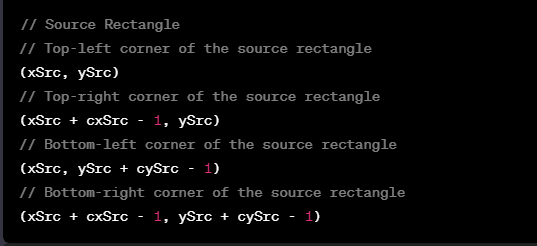 // Source Rectangle
// Top-left corner of the source rectangle
(xSrc, ySrc)
// Top-right corner of the source rectangle
(xSrc + cxSrc - 1, ySrc)
// Bottom-left corner of the source rectangle
(xSrc, ySrc + cySrc - 1)
// Bottom-right corner of the source rectangle
(xSrc + cxSrc - 1, ySrc + cySrc - 1)